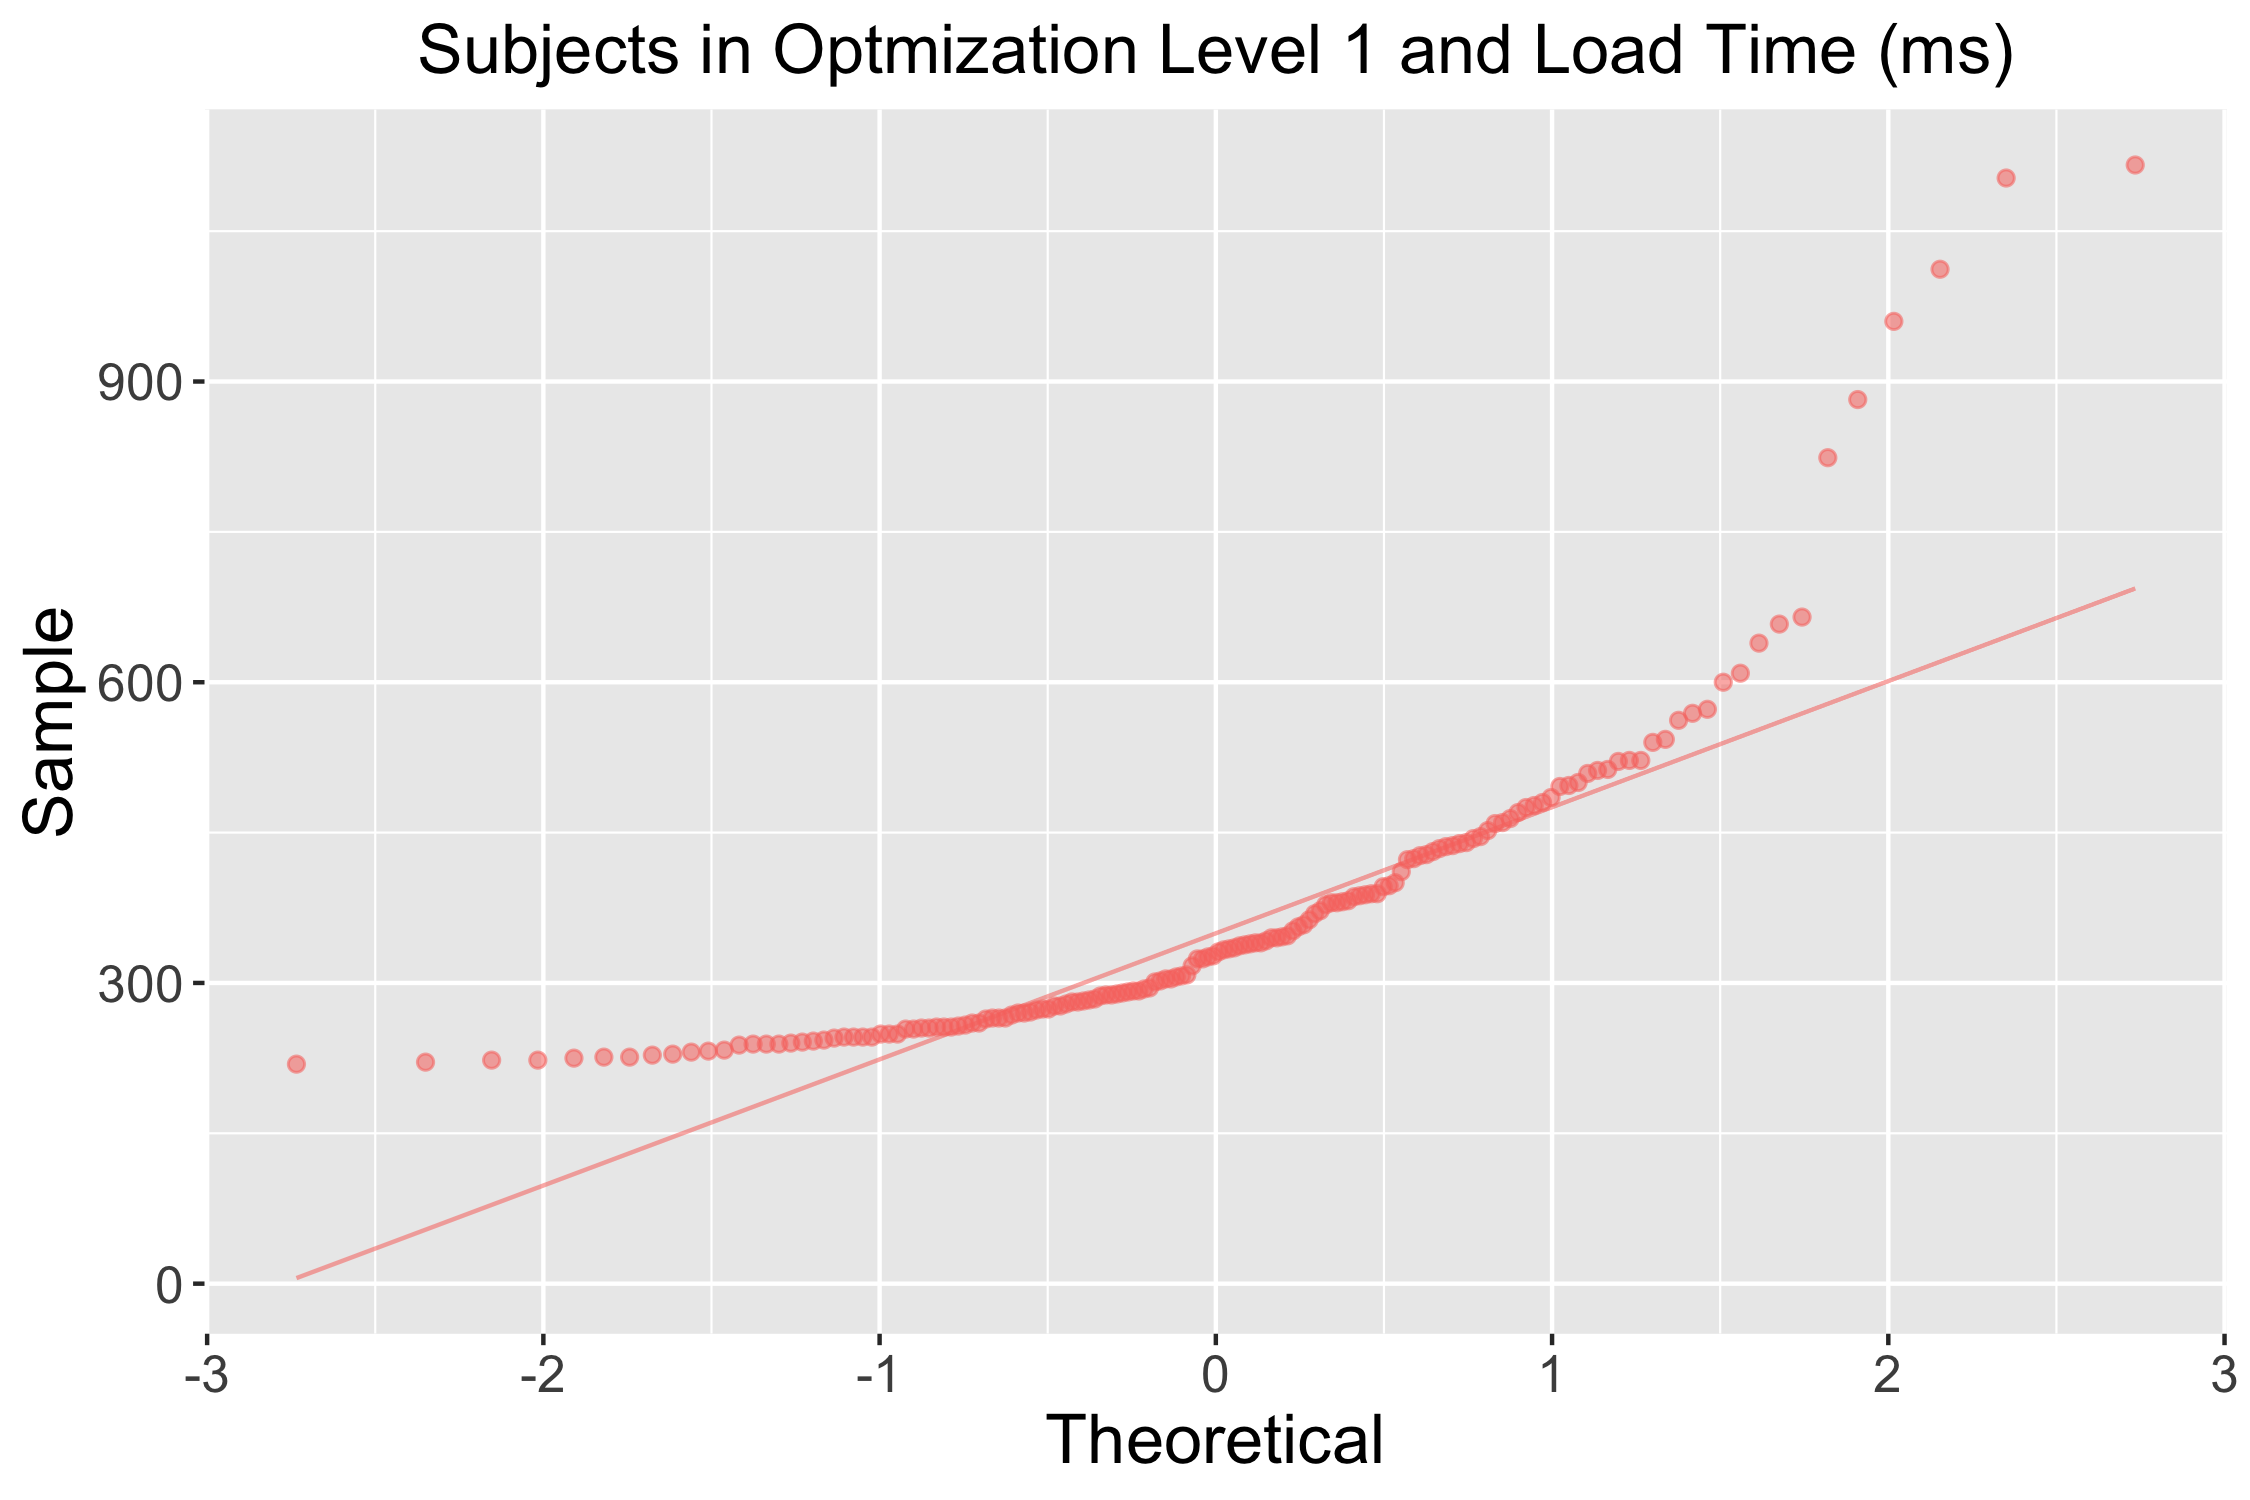 Subjects in Optmization Level 1 and Load Time (ms)
Sample
900
600
300
0
-3 -2 -1 0 1 2 3
Theoretical